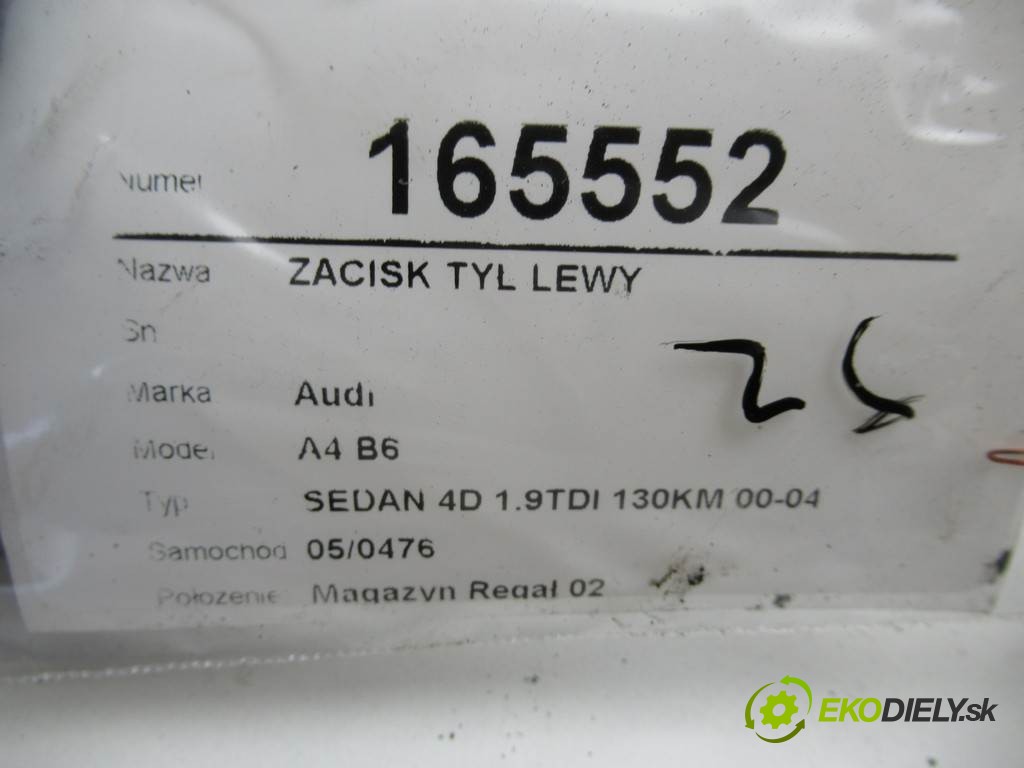 Numer 165552
Nazwa ZACISK TYŁ LEWY
Sn
Marka Audi
Model A4 B6
Typ SEDAN 4D 1.9TDI 130KM 00-04
Samochód 05/0476
Położenie Magazyn Regał 02
EKODIELY.sk